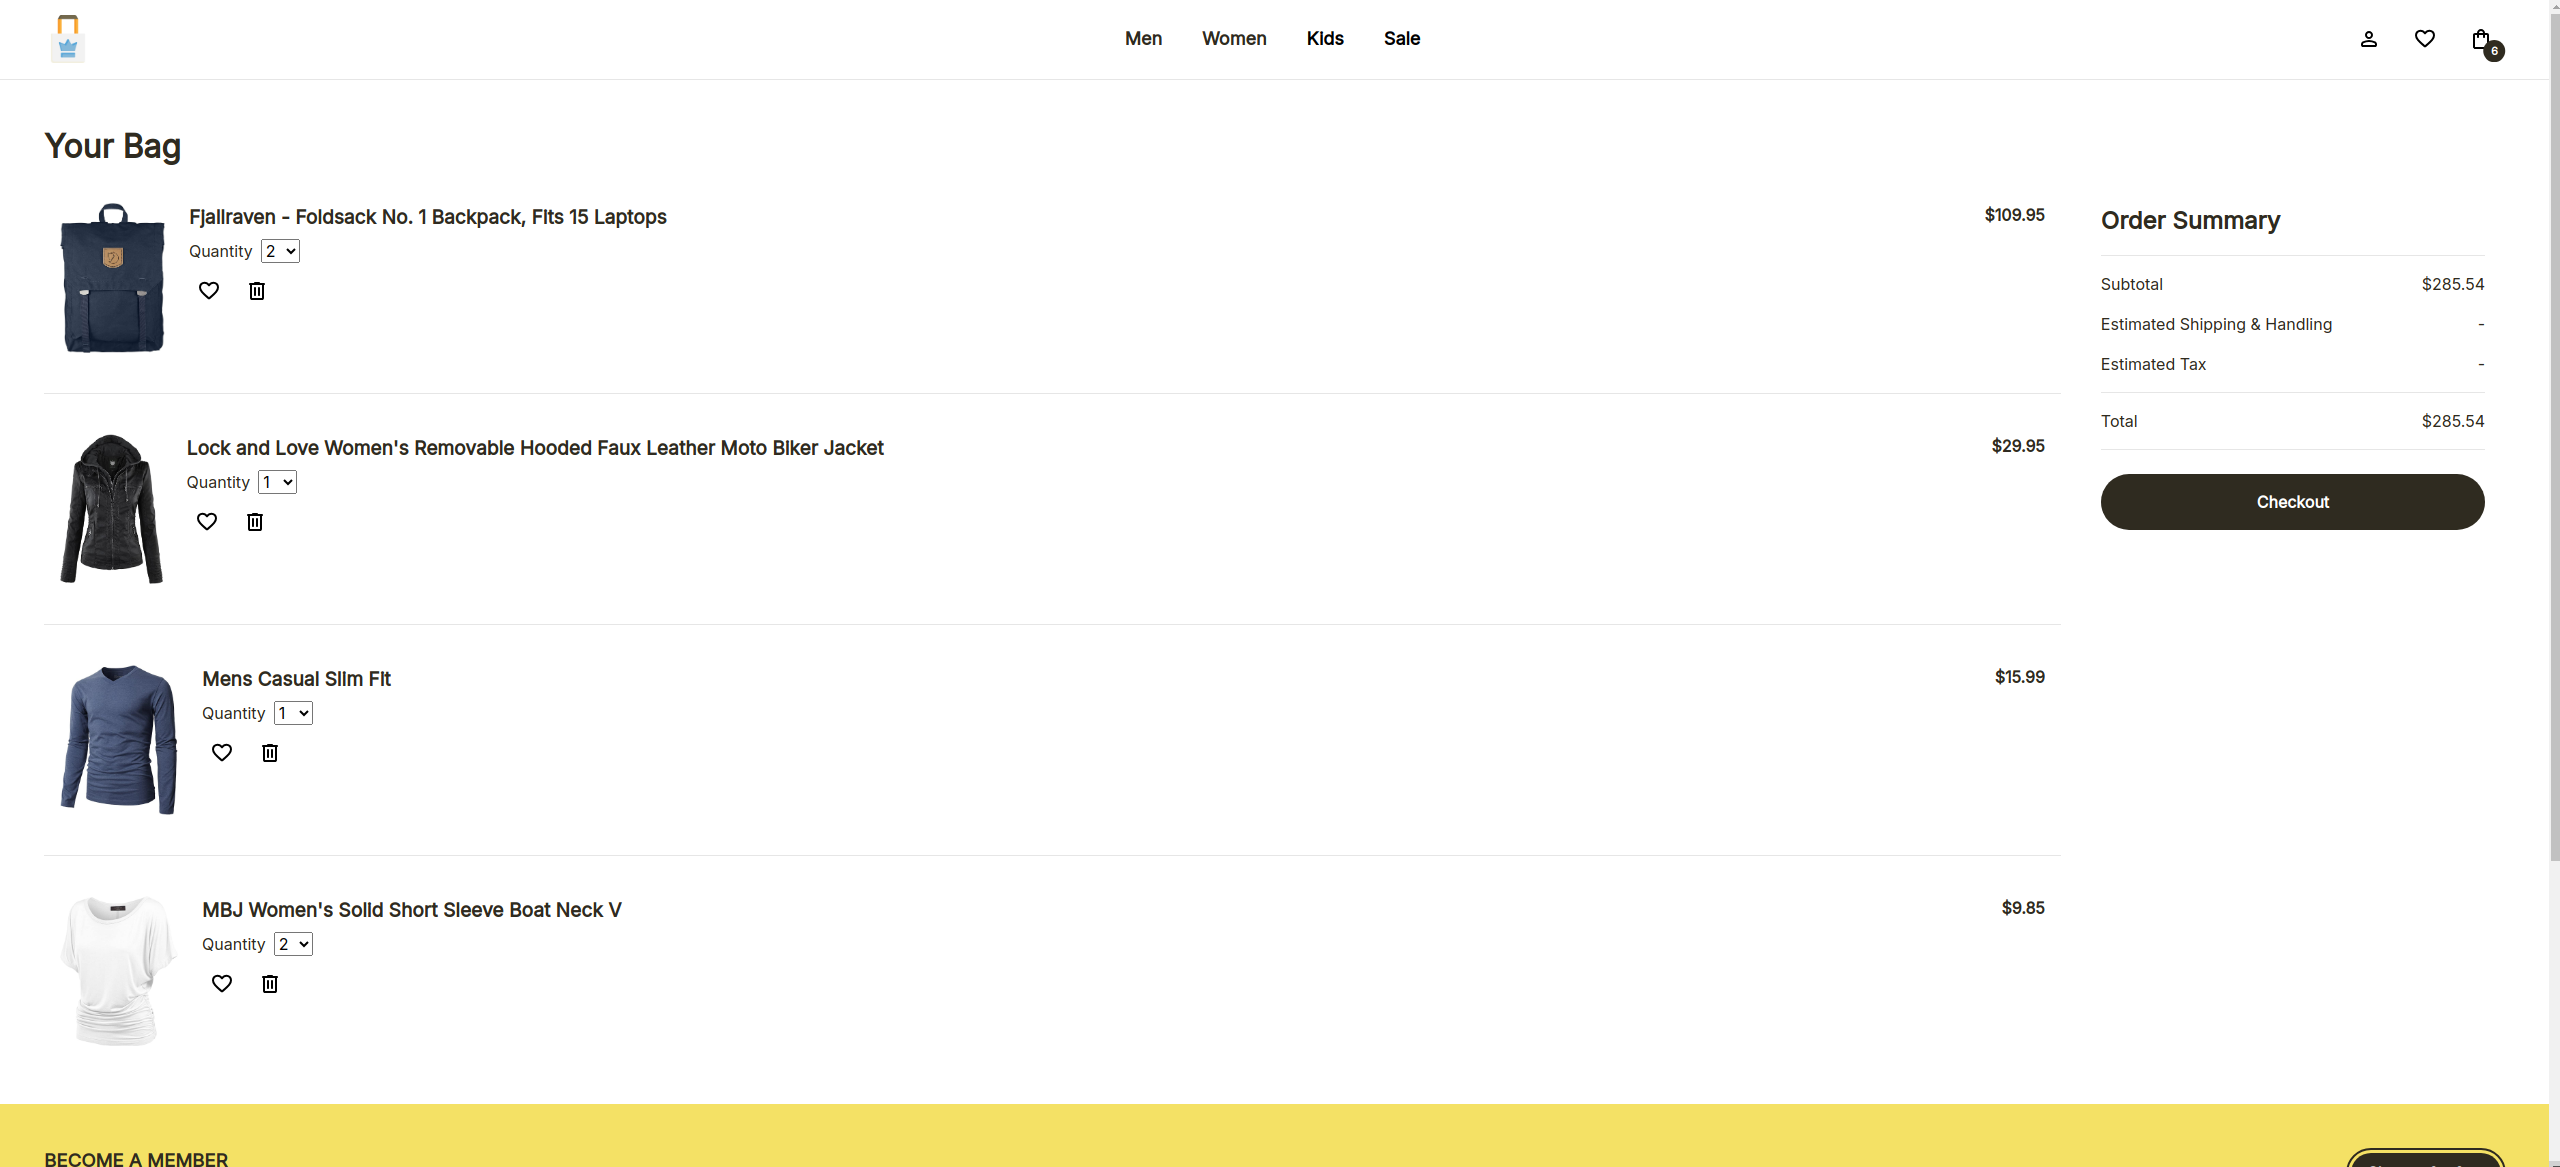 Men Women Kids Sale
6
Your Bag
Fjallraven - Foldsack No. 1 Backpack, Fits 15 Laptops
$109.95
Quantity 2
Lock and Love Women's Removable Hooded Faux Leather Moto Biker Jacket
$29.95
Quantity 1
Mens Casual Slim Fit
$15.99
Quantity 1
MBJ Women's Solid Short Sleeve Boat Neck V
$9.85
Quantity 2
Order Summary
Subtotal $285.54
Estimated Shipping & Handling -
Estimated Tax -
Total $285.54
Checkout
BECOME A MEMBER